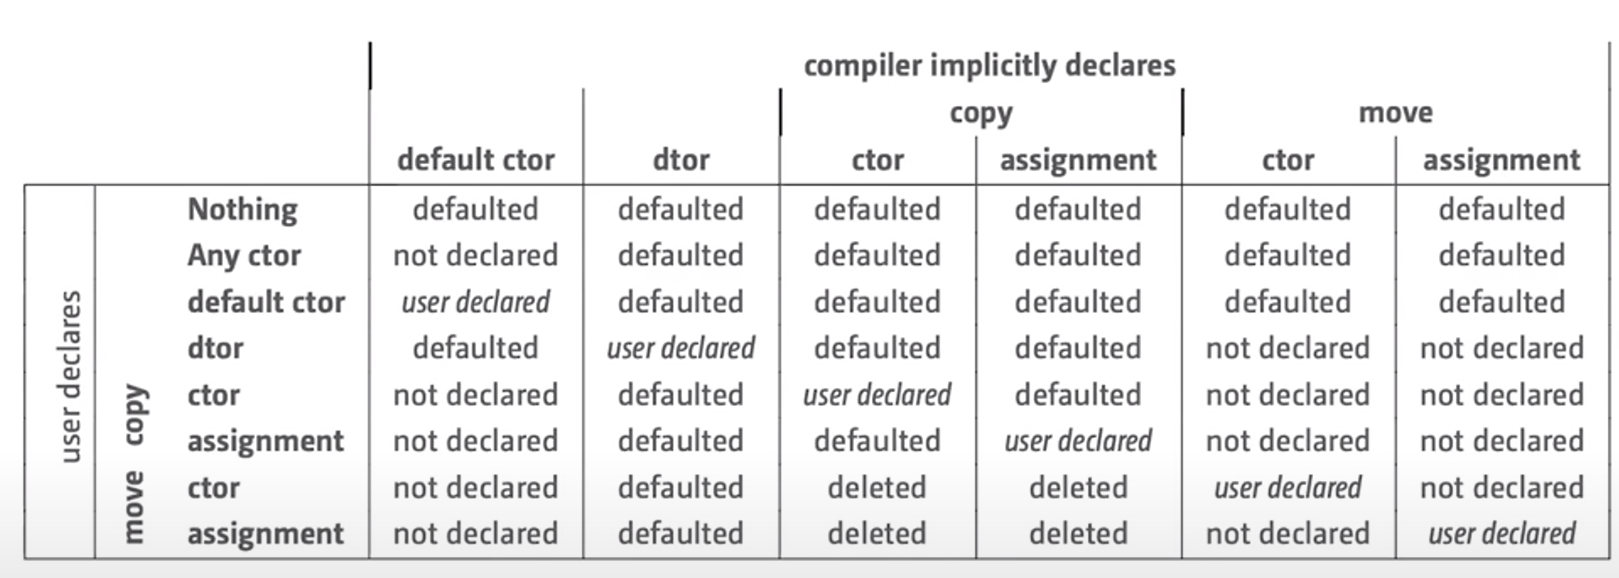 compiler implicitly declares
copy move
default ctor dtor ctor assignment ctor assignment
user declares
copy
move
Nothing defaulted defaulted defaulted defaulted defaulted defaulted
Any ctor not declared defaulted defaulted defaulted defaulted defaulted
default ctor user declared defaulted defaulted defaulted defaulted defaulted
dtor defaulted user declared defaulted defaulted not declared not declared
ctor not declared defaulted user declared defaulted not declared not declared
assignment not declared defaulted defaulted user declared not declared not declared
ctor not declared defaulted deleted deleted user declared not declared
assignment not declared defaulted deleted deleted not declared user declared